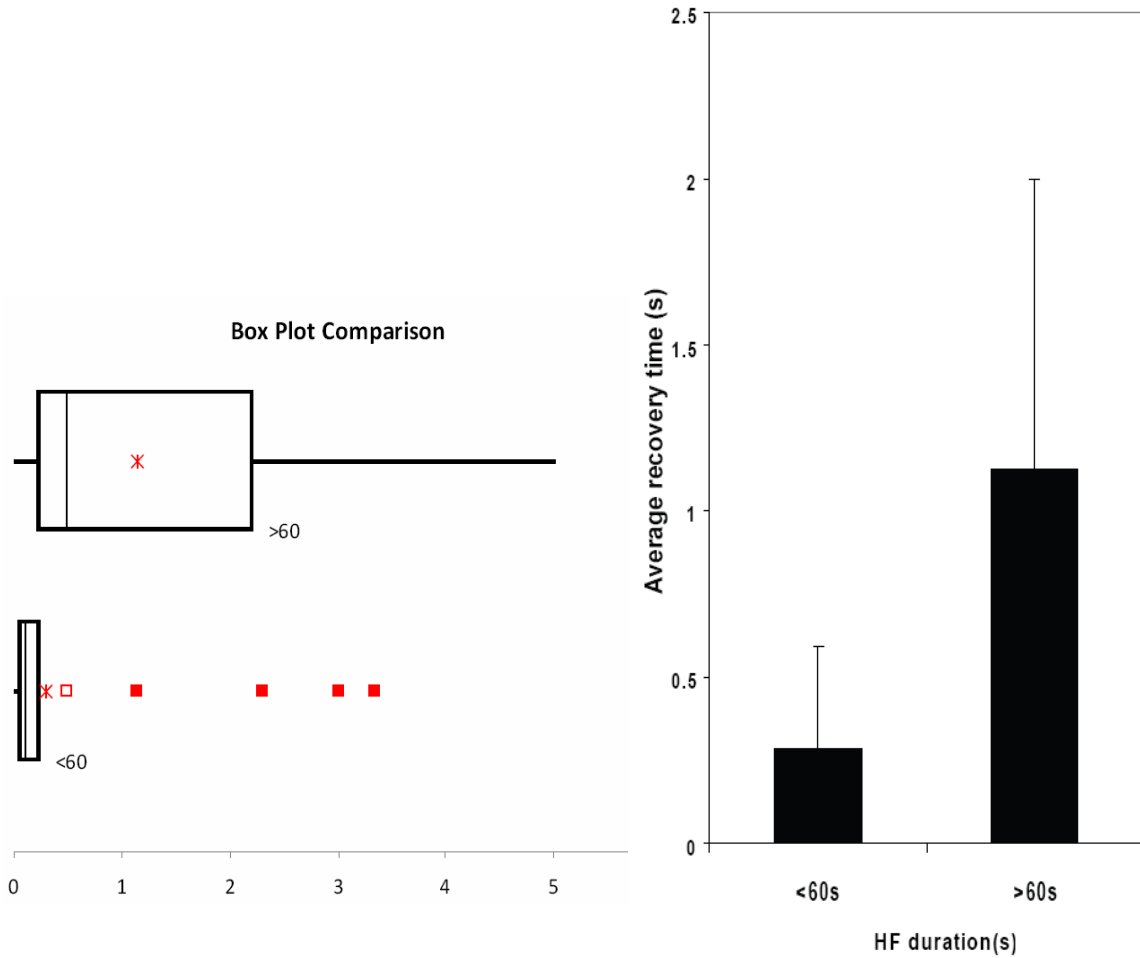 Box Plot Comparison
>60
<60
0 1 2 3 4 5
2.5
2
1.5
1
0.5
0
Average recovery time (s)
<60s >60s
HF duration(s)